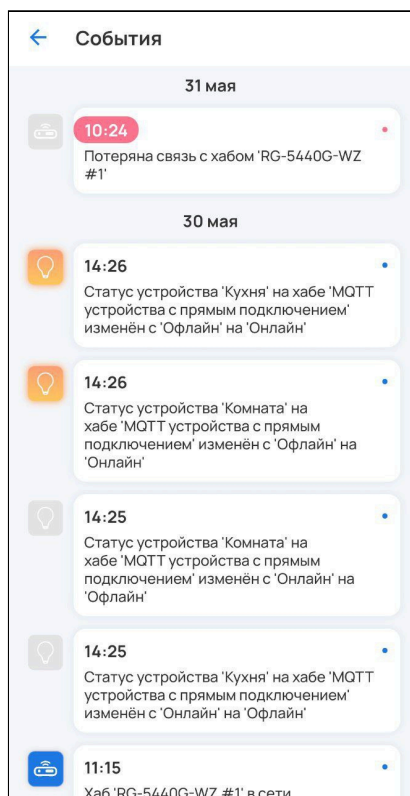 События
31 мая
10:24
Потеряна связь с хабом 'RG-5440G-WZ
#1'
30 мая
14:26
Статус устройства 'Кухня' на хабе 'MQTT
устройства с прямым подключением'
изменён с 'Офлайн' на 'Онлайн'
14:26
Статус устройства 'Комната' на
хабе 'MQTT устройства с прямым
подключением' изменён с 'Офлайн' на
'Онлайн'
14:25
Статус устройства 'Комната' на
хабе 'MQTT устройства с прямым
подключением' изменён с 'Онлайн' на
'Офлайн'
14:25
Статус устройства 'Кухня' на хабе 'MQTT
устройства с прямым подключением'
изменён с 'Онлайн' на 'Офлайн'
11:15
Хаб 'RG-5440G-WZ #1' в сети